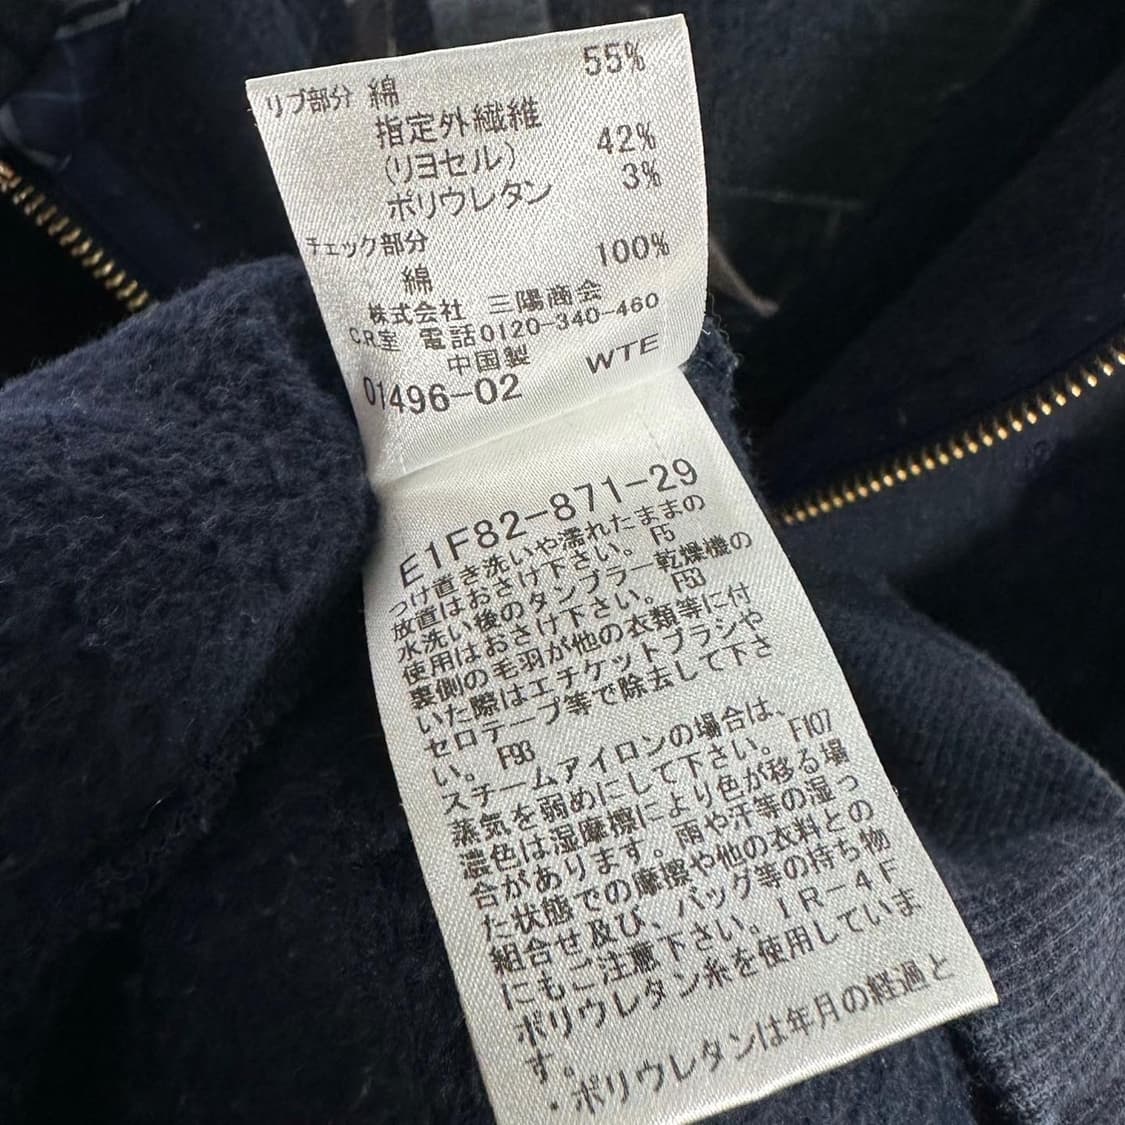 リブ部分 綿 55%
指定外繊維
(リヨセル) 42%
ポリウレタン 3%
チェック部分
綿 100%
株式会社 三陽商会
CR室 電話0120-340-460
中国製
01496-02 WTE
E1F82-871-29
つけ置き洗いや濡れたままの
放置はおさけ下さい。 F5
水洗い後のタンブラー乾燥機の
使用はおさけ下さい。 F53
裏側の毛羽が他の衣類等に付
いた際はエチケットブラシや
セロテープ等で除去して下さ
い。 F93
スチームアイロンの場合は、
蒸気を弱めにして下さい。 F107
濃色は湿摩擦により色が移る場
合があります。雨や汗等の湿っ
た状態での摩擦や他の衣料との
組合せ及び、バッグ等の持ち物
にもご注意下さい。 IR-4F
ポリウレタン糸を使用していま
す。
・ポリウレタンは年月の経過と